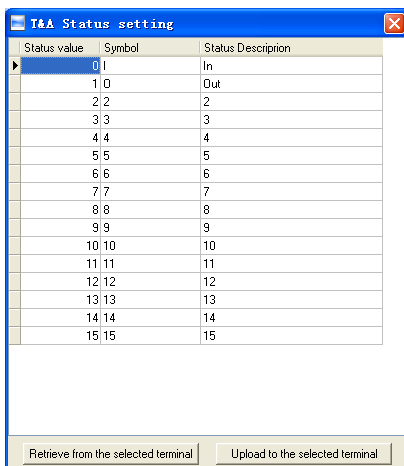 T&A Status setting
Status value Symbol Status Descriprion
0 I In
1 O Out
2 2 2
3 3 3
4 4 4
5 5 5
6 6 6
7 7 7
8 8 8
9 9 9
10 10 10
11 11 11
12 12 12
13 13 13
14 14 14
15 15 15
Retrieve from the selected terminal Upload to the selected terminal